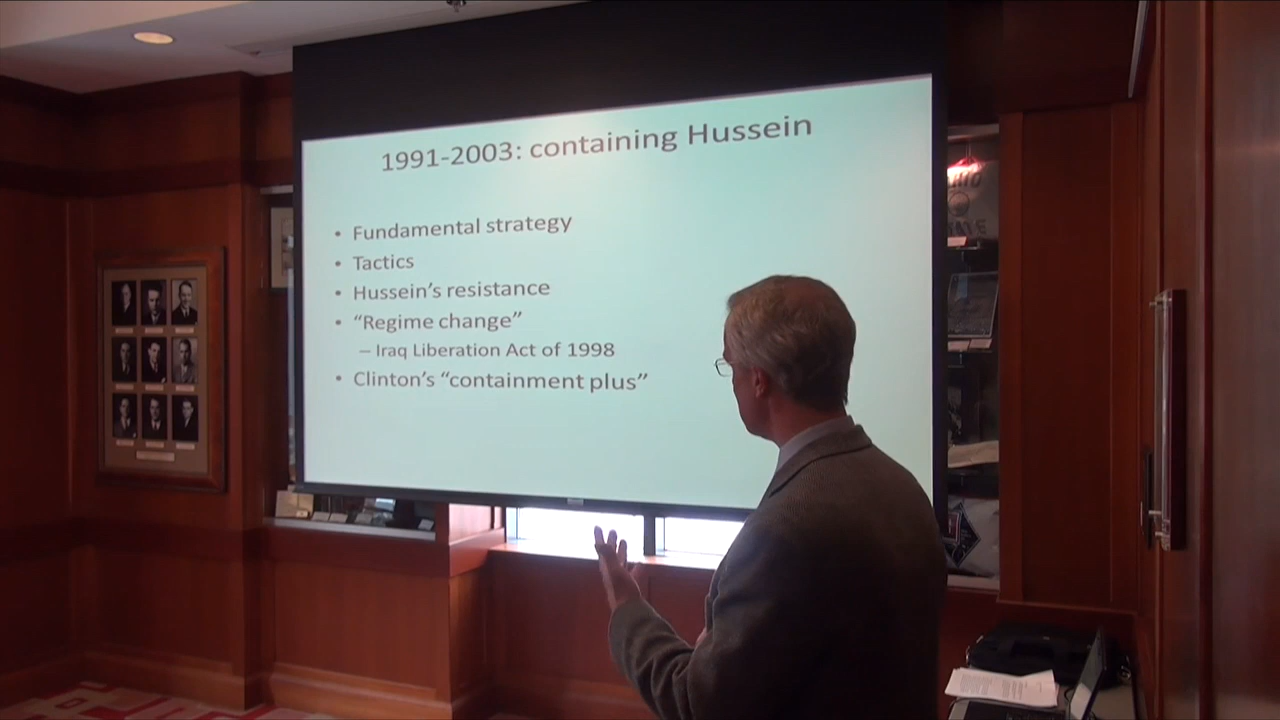 1991-2003: containing Hussein
• Fundamental strategy
• Tactics
• Hussein's resistance
• “Regime change”
– Iraq Liberation Act of 1998
• Clinton's “containment plus”